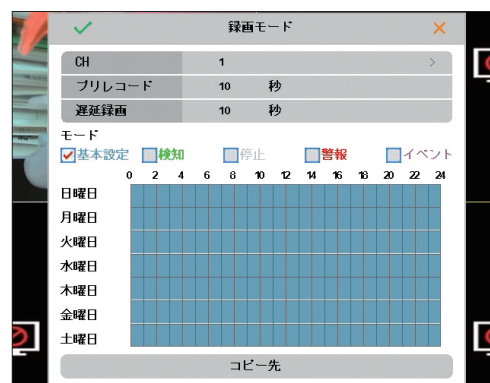 録画モード
CH 1
プリレコード 10 秒
遅延録画 10 秒
モード
基本設定 検知 停止 警報 イベント
0 2 4 6 8 10 12 14 16 18 20 22 24
日曜日
月曜日
火曜日
水曜日
木曜日
金曜日
土曜日
コピー先